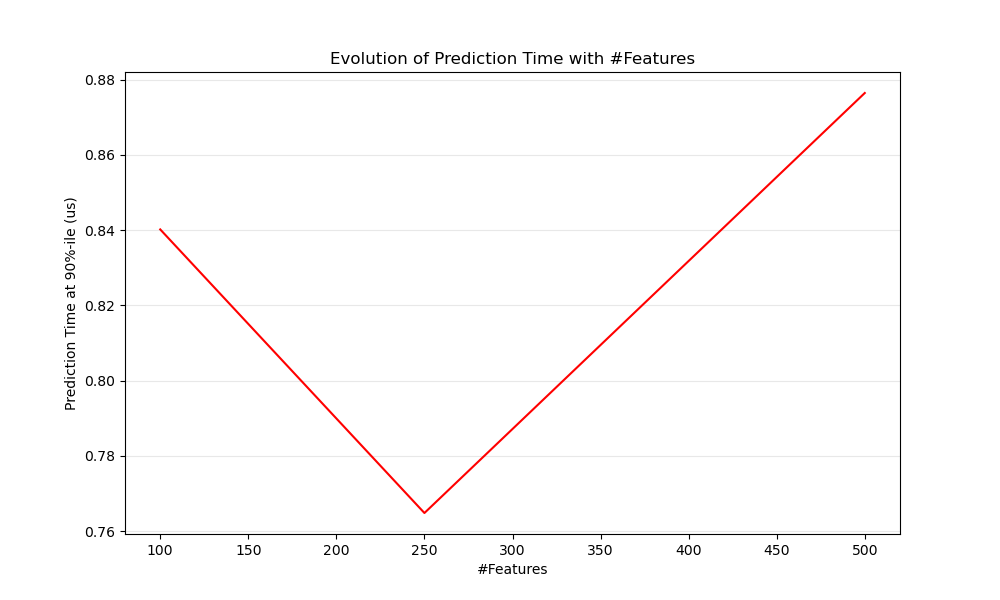 Evolution of Prediction Time with #Features
Prediction Time at 90%-ile (us)
0.88
0.86
0.84
0.82
0.80
0.78
0.76
100 150 200 250 300 350 400 450 500
#Features